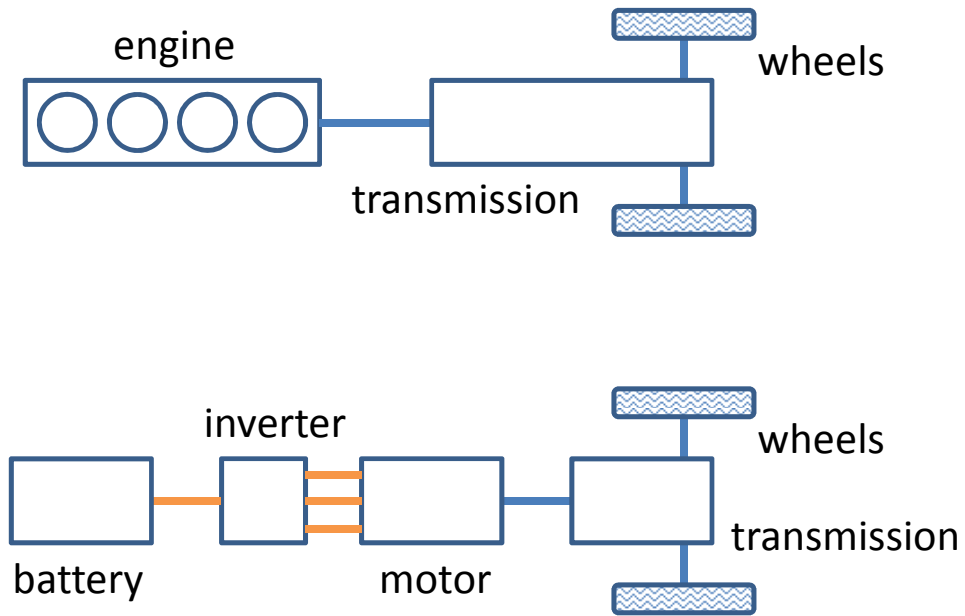 engine
wheels
transmission
inverter
wheels
transmission
battery
motor